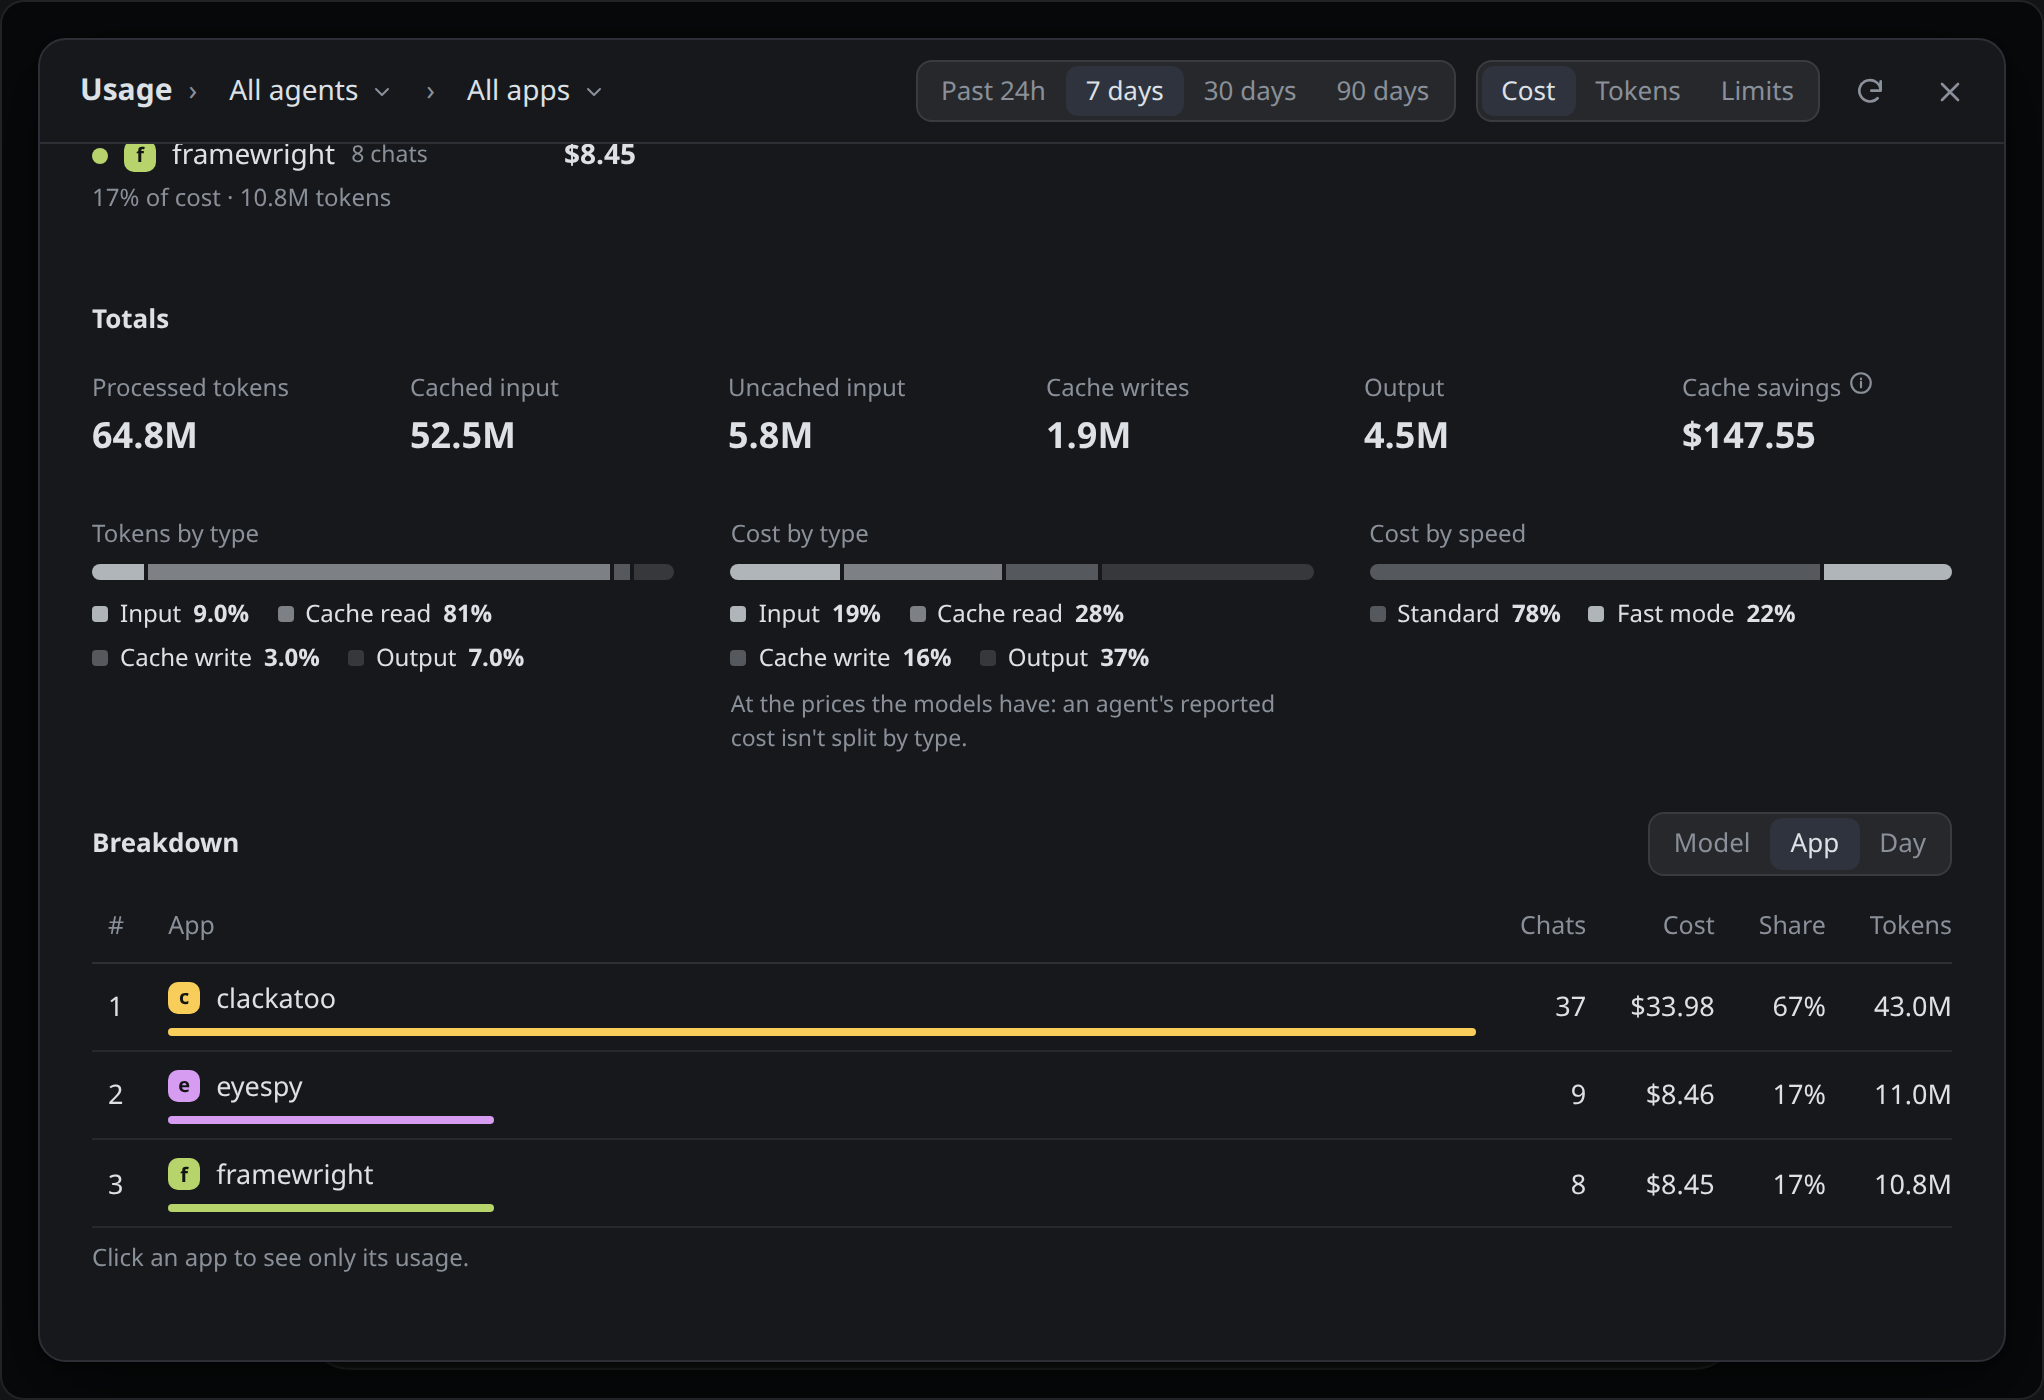 Usage › All agents › All apps Past 24h 7 days 30 days 90 days Cost Tokens Limits
f framewright 8 chats $8.45
17% of cost · 10.8M tokens
Totals
Processed tokens Cached input Uncached input Cache writes Output Cache savings
64.8M 52.5M 5.8M 1.9M 4.5M $147.55
Tokens by type Cost by type Cost by speed
Input 9.0% Cache read 81% Input 19% Cache read 28% Standard 78% Fast mode 22%
Cache write 3.0% Output 7.0% Cache write 16% Output 37%
At the prices the models have: an agent's reported
cost isn't split by type.
Breakdown Model App Day
# App Chats Cost Share Tokens
1 c clackatoo 37 $33.98 67% 43.0M
2 e eyespy 9 $8.46 17% 11.0M
3 f framewright 8 $8.45 17% 10.8M
Click an app to see only its usage.